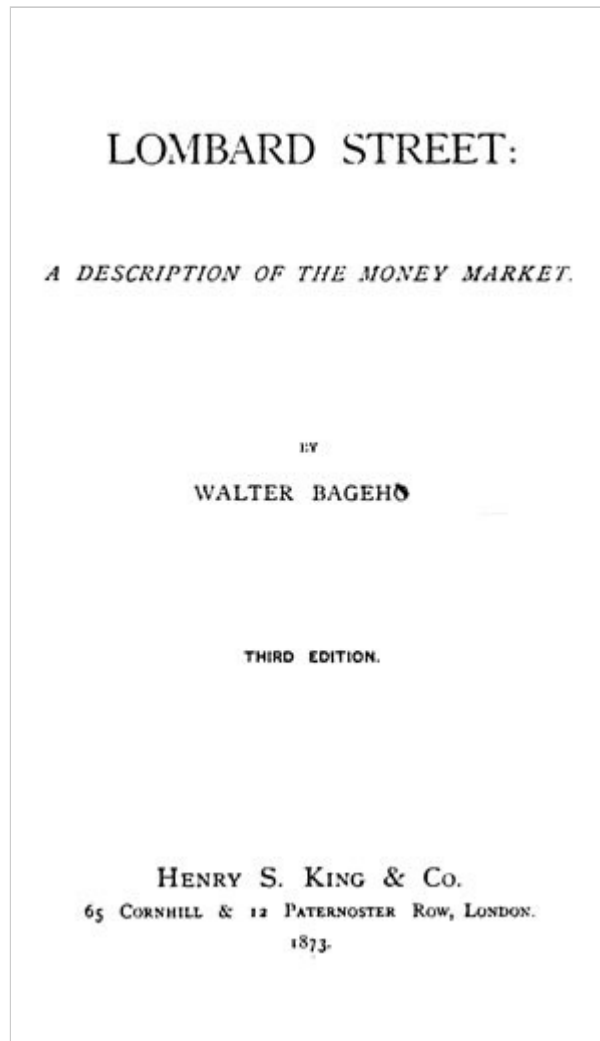 LOMBARD STREET:
A DESCRIPTION OF THE MONEY MARKET.
BY
WALTER BAGEHO
THIRD EDITION.
HENRY S. KING & CO.
65 CORNHILL & 12 PATERNOSTER ROW, LONDON.
1873.